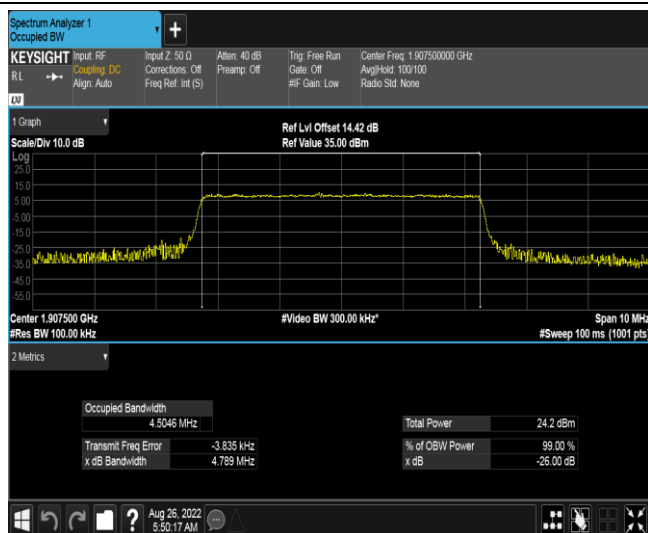 Spectrum Analyzer 1
Occupied BW
KEYSIGHT
RL
LXI
Input: RF
Coupling: DC
Align: Auto
Input Z: 50 Ω
Corrections: Off
Freq Ref: Int (S)
Atten: 40 dB
Preamp: Off
Trig: Free Run
Gate: Off
#IF Gain: Low
Center Freq: 1.907500000 GHz
Avg|Hold: 100/100
Radio Std: None
1 Graph
Scale/Div 10.0 dB
Ref Lvl Offset 14.42 dB
Ref Value 35.00 dBm
Log
25.0
15.0
5.00
-5.00
-15.0
-25.0
-35.0
-45.0
-55.0
Center 1.907500 GHz
#Res BW 100.00 kHz
#Video BW 300.00 kHz*
Span 10 MHz
#Sweep 100 ms (1001 pts)
2 Metrics
Occupied Bandwidth
4.5046 MHz
Total Power 24.2 dBm
Transmit Freq Error -3.835 kHz
% of OBW Power 99.00 %
x dB Bandwidth 4.789 MHz
x dB -26.00 dB
?
Aug 26, 2022
5:50:17 AM